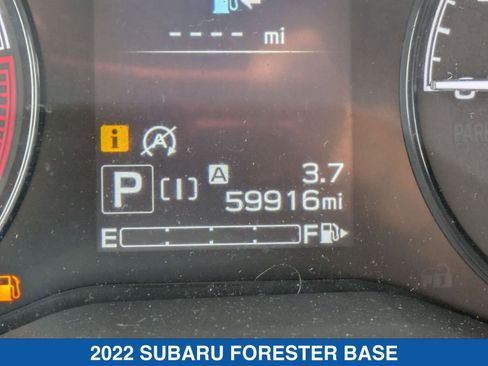 ---- mi
i A
P [I] A 3.7
59916mi
E F
PARK
2022 SUBARU FORESTER BASE